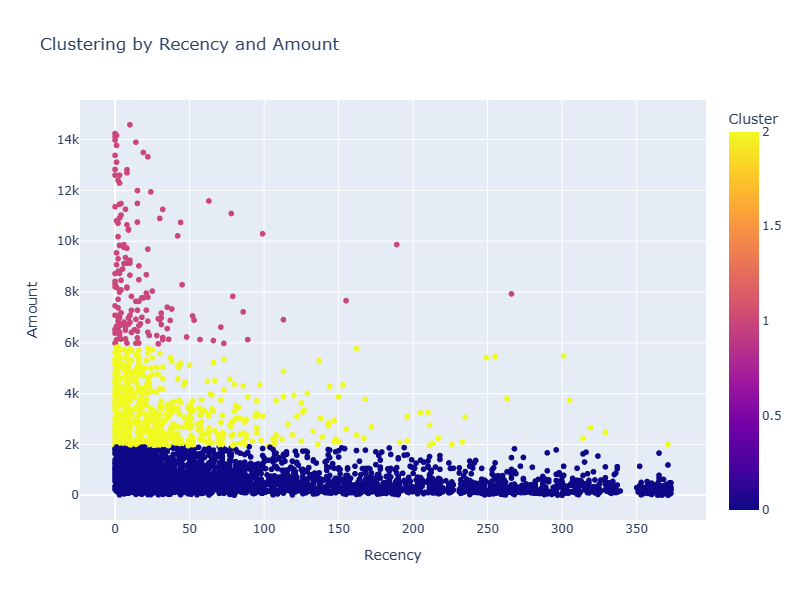 Clustering by Recency and Amount
Cluster
2
1.5
1
0.5
0
14k
12k
10k
8k
6k
4k
2k
0
Amount
0 50 100 150 200 250 300 350
Recency